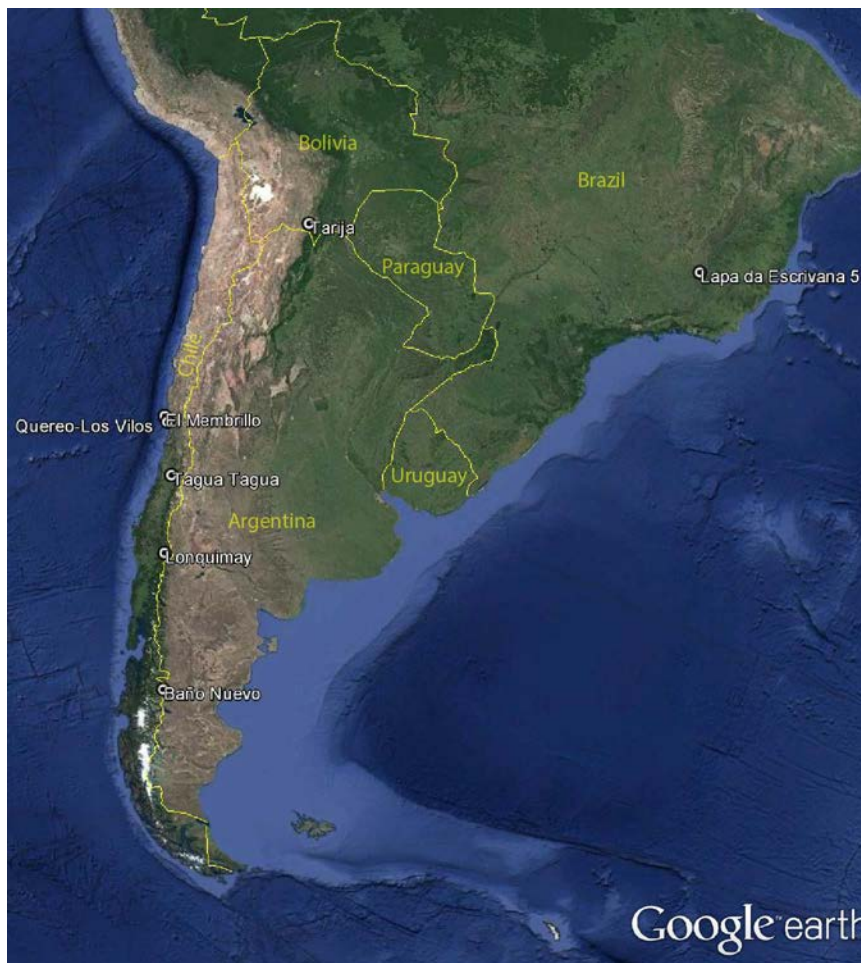 Bolivia
Brazil
Tarija
Paraguay
Lapa da Escrivana 5
Chile
Quereo-Los Vilos
El Membrillo
Tagua Tagua
Uruguay
Argentina
Lonquimay
Baño Nuevo
Google earth